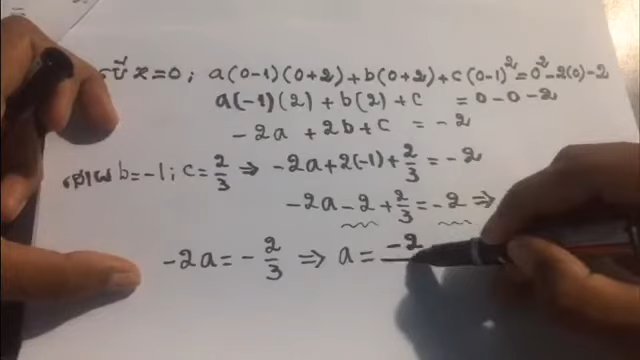 បើ x=0 ; a(0-1)(0+2)+b(0+2)+c(0-1)²=0²-2(0)-2
a(-1)(2)+b(2)+c =0-0-2
-2a+2b+c =-2
b=-1 ; c=2/3 ⇒ -2a+2(-1)+2/3=-2
-2a-2+2/3=-2 ⇒
-2a=-2/3 ⇒ a=-2